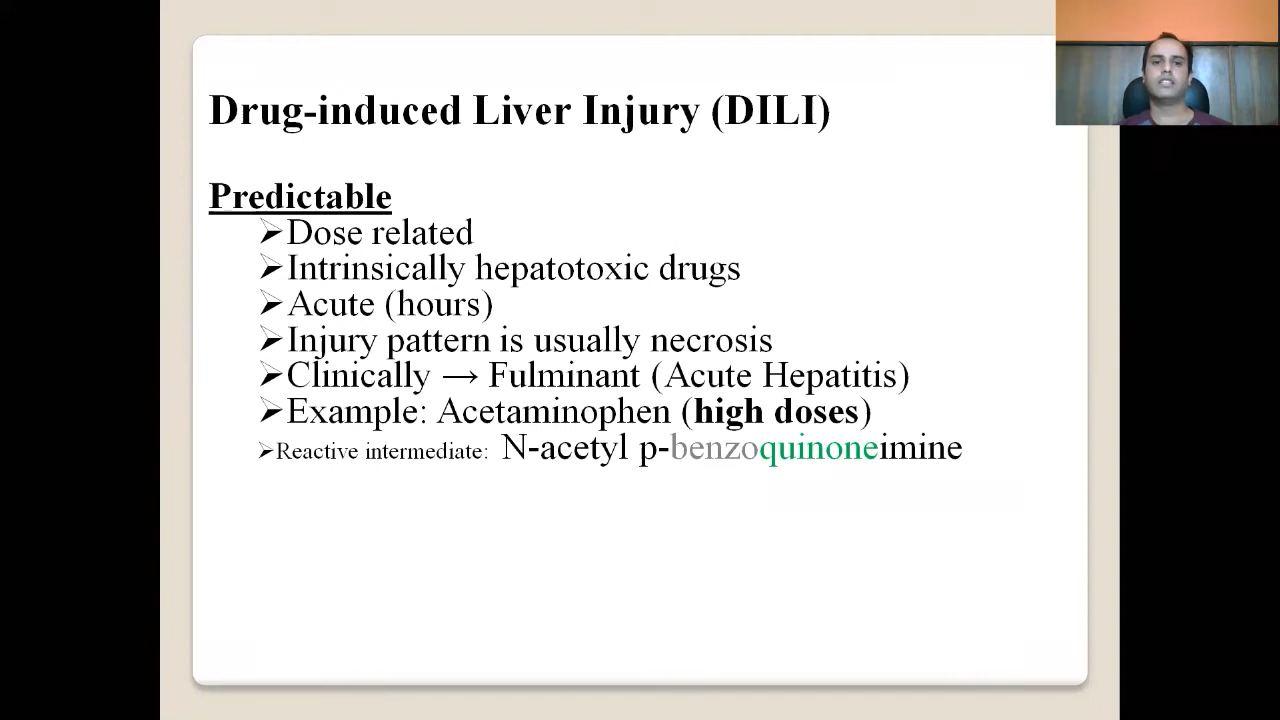 Drug-induced Liver Injury (DILI)
Predictable
➢Dose related
➢Intrinsically hepatotoxic drugs
➢Acute (hours)
➢Injury pattern is usually necrosis
➢Clinically → Fulminant (Acute Hepatitis)
➢Example: Acetaminophen (high doses)
➢Reactive intermediate: N-acetyl p-benzoquinoneimine